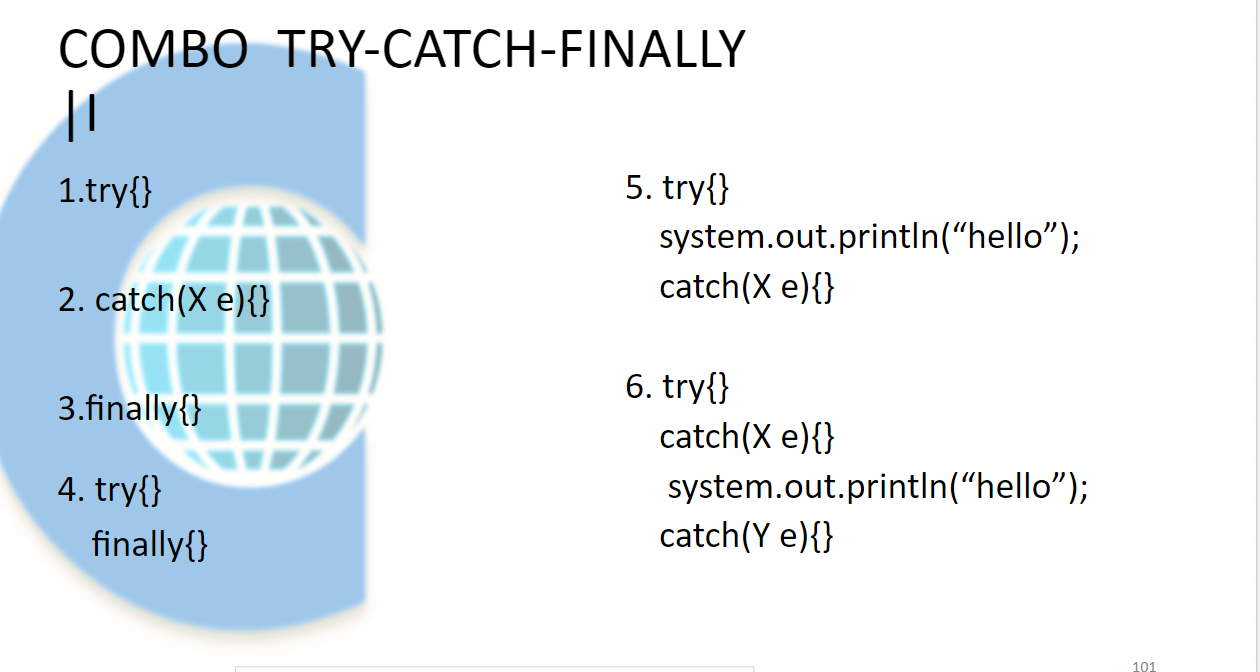 COMBO TRY-CATCH-FINALLY
|I
1.try{}
2. catch(X e){}
3.finally{}
4. try{}
finally{}
5. try{}
system.out.println(“hello”);
catch(X e){}
6. try{}
catch(X e){}
system.out.println(“hello”);
catch(Y e){}
101